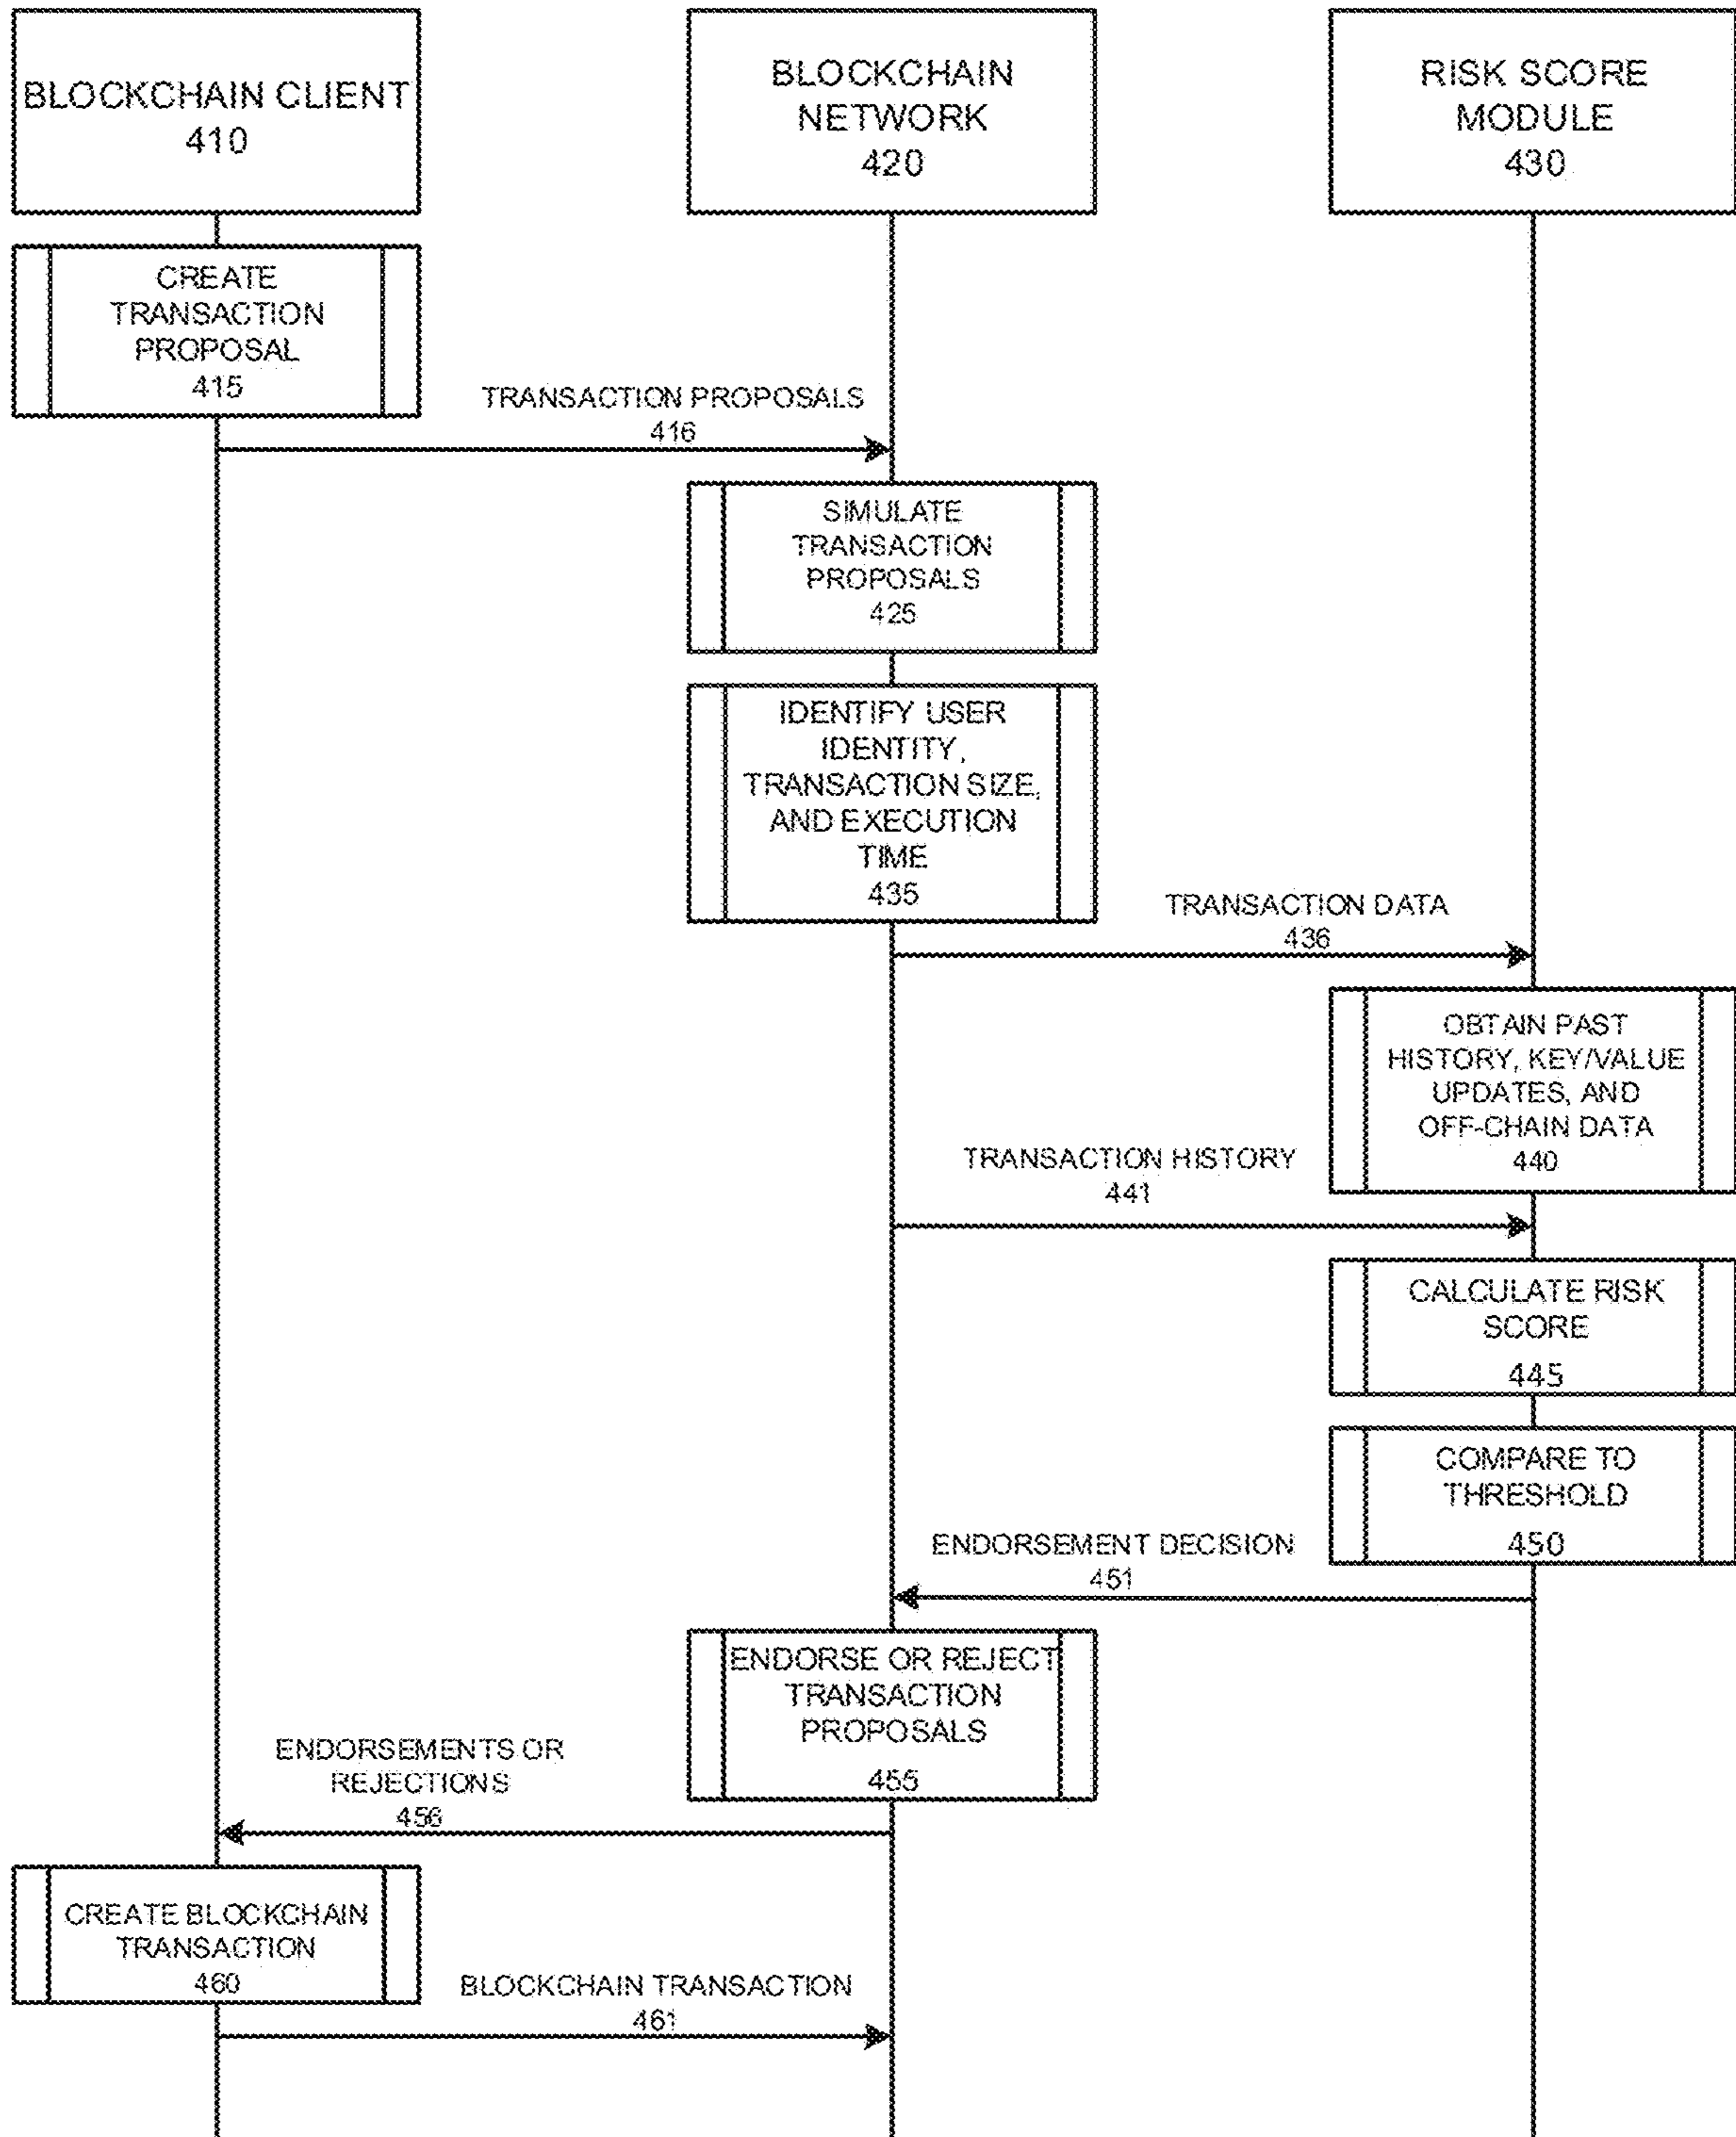 BLOCKCHAIN CLIENT
410
BLOCKCHAIN
NETWORK
420
RISK SCORE
MODULE
430
CREATE
TRANSACTION
PROPOSAL
415
TRANSACTION PROPOSALS
416
SIMULATE
TRANSACTION
PROPOSALS
425
IDENTIFY USER
IDENTITY,
TRANSACTION SIZE,
AND EXECUTION
TIME
435
TRANSACTION DATA
436
OBTAIN PAST
HISTORY, KEY/VALUE
UPDATES, AND
OFF-CHAIN DATA
440
TRANSACTION HISTORY
441
CALCULATE RISK
SCORE
445
COMPARE TO
THRESHOLD
450
ENDORSEMENT DECISION
451
ENDORSE OR REJECT
TRANSACTION
PROPOSALS
455
ENDORSEMENTS OR
REJECTIONS
456
CREATE BLOCKCHAIN
TRANSACTION
460
BLOCKCHAIN TRANSACTION
461